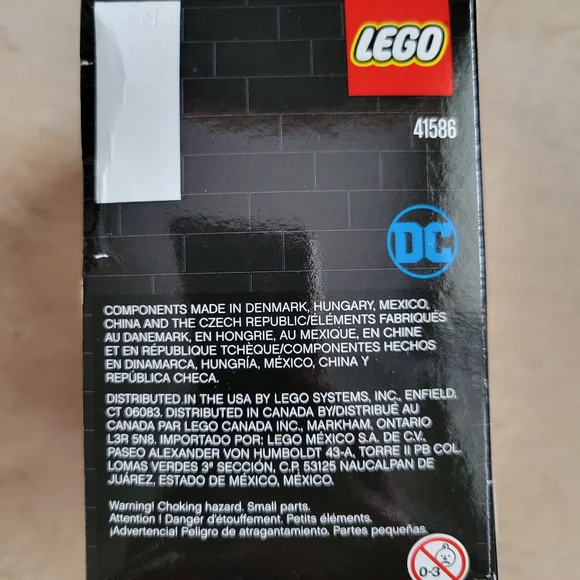 LEGO
41586
DC
COMPONENTS MADE IN DENMARK, HUNGARY, MEXICO,
CHINA AND THE CZECH REPUBLIC/ÉLÉMENTS FABRIQUÉS
AU DANEMARK, EN HONGRIE, AU MEXIQUE, EN CHINE
ET EN RÉPUBLIQUE TCHÈQUE/COMPONENTES HECHOS
EN DINAMARCA, HUNGRÍA, MÉXICO, CHINA Y
REPÚBLICA CHECA.
DISTRIBUTED IN THE USA BY LEGO SYSTEMS, INC., ENFIELD,
CT 06083. DISTRIBUTED IN CANADA BY/DISTRIBUÉ AU
CANADA PAR LEGO CANADA INC., MARKHAM, ONTARIO
L3R 5N8. IMPORTADO POR: LEGO MÉXICO S.A. DE C.V.,
PASEO ALEXANDER VON HUMBOLDT 43-A, TORRE II PB COL.
LOMAS VERDES 3ª SECCIÓN, C.P. 53125 NAUCALPAN DE
JUÁREZ, ESTADO DE MÉXICO, MÉXICO.
Warning! Choking hazard. Small parts.
Attention ! Danger d'étouffement. Petits éléments.
¡Advertencia! Peligro de atragantamiento. Partes pequeñas.
0-3